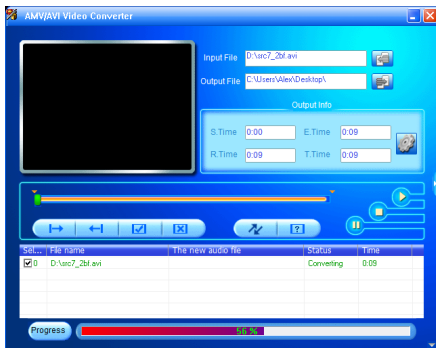 AMV/AVI Video Converter
Input File D:\src7_2bf.avi
Output File C:\Users\Alex\Desktop\
Output Info
S.Time 0:00 E.Time 0:09
R.Time 0:09 T.Time 0:09
Sel... File name The new audio file Status Time
0 D:\src7_2bf.avi Converting 0:09
Progress 56 %